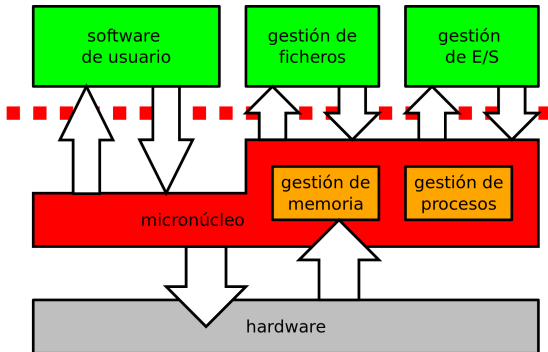 software
de usuario
gestión de
ficheros
gestión
de E/S
gestión de
memoria
gestión de
procesos
micronúcleo
hardware